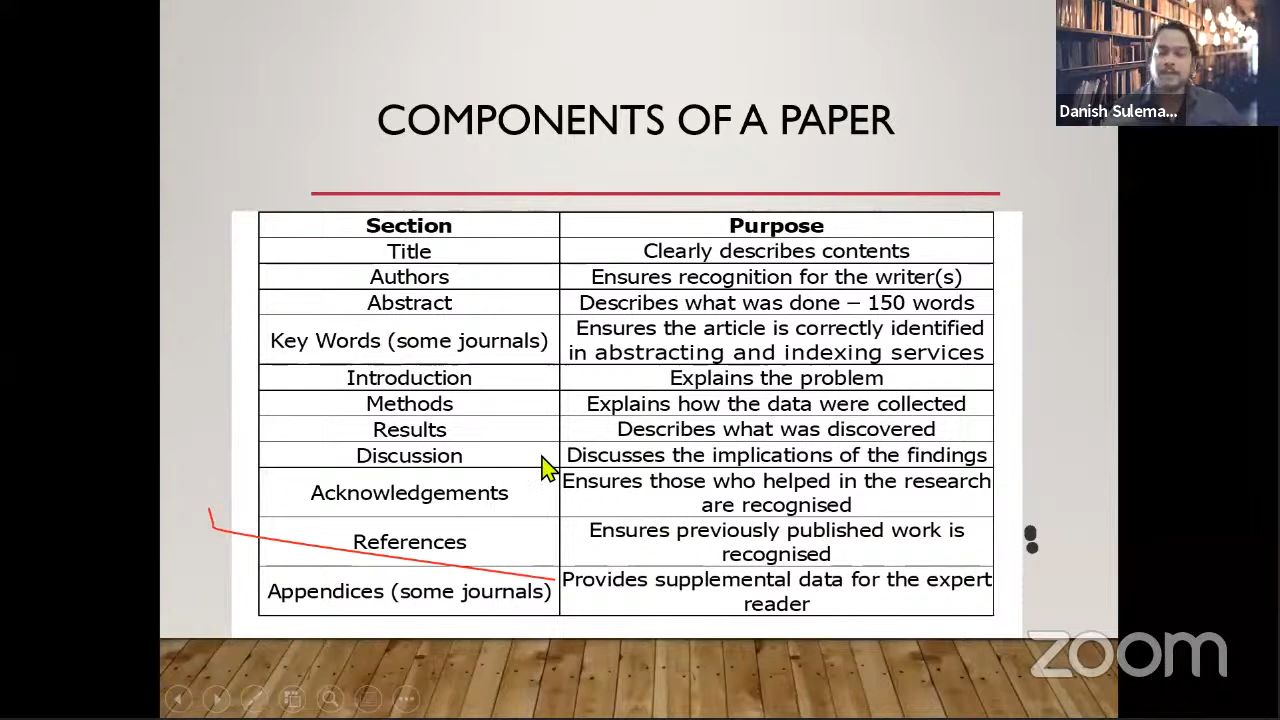 COMPONENTS OF A PAPER
Danish Sulema...
Section Purpose
Title Clearly describes contents
Authors Ensures recognition for the writer(s)
Abstract Describes what was done – 150 words
Key Words (some journals) Ensures the article is correctly identified
in abstracting and indexing services
Introduction Explains the problem
Methods Explains how the data were collected
Results Describes what was discovered
Discussion Discusses the implications of the findings
Acknowledgements Ensures those who helped in the research
are recognised
References Ensures previously published work is
recognised
Appendices (some journals) Provides supplemental data for the expert
reader
zoom